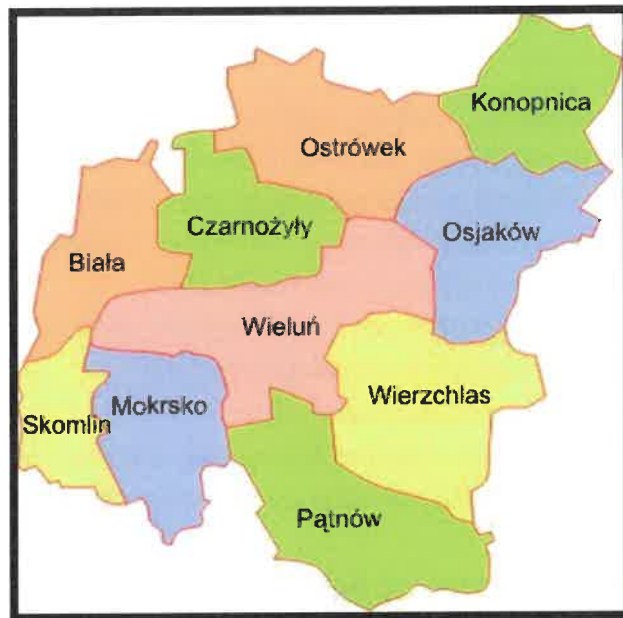 Konopnica
Ostrówek
Czarnożyły
Osjaków
Biała
Wieluń
Wierzchlas
Mokrsko
Skomlin
Pątnów